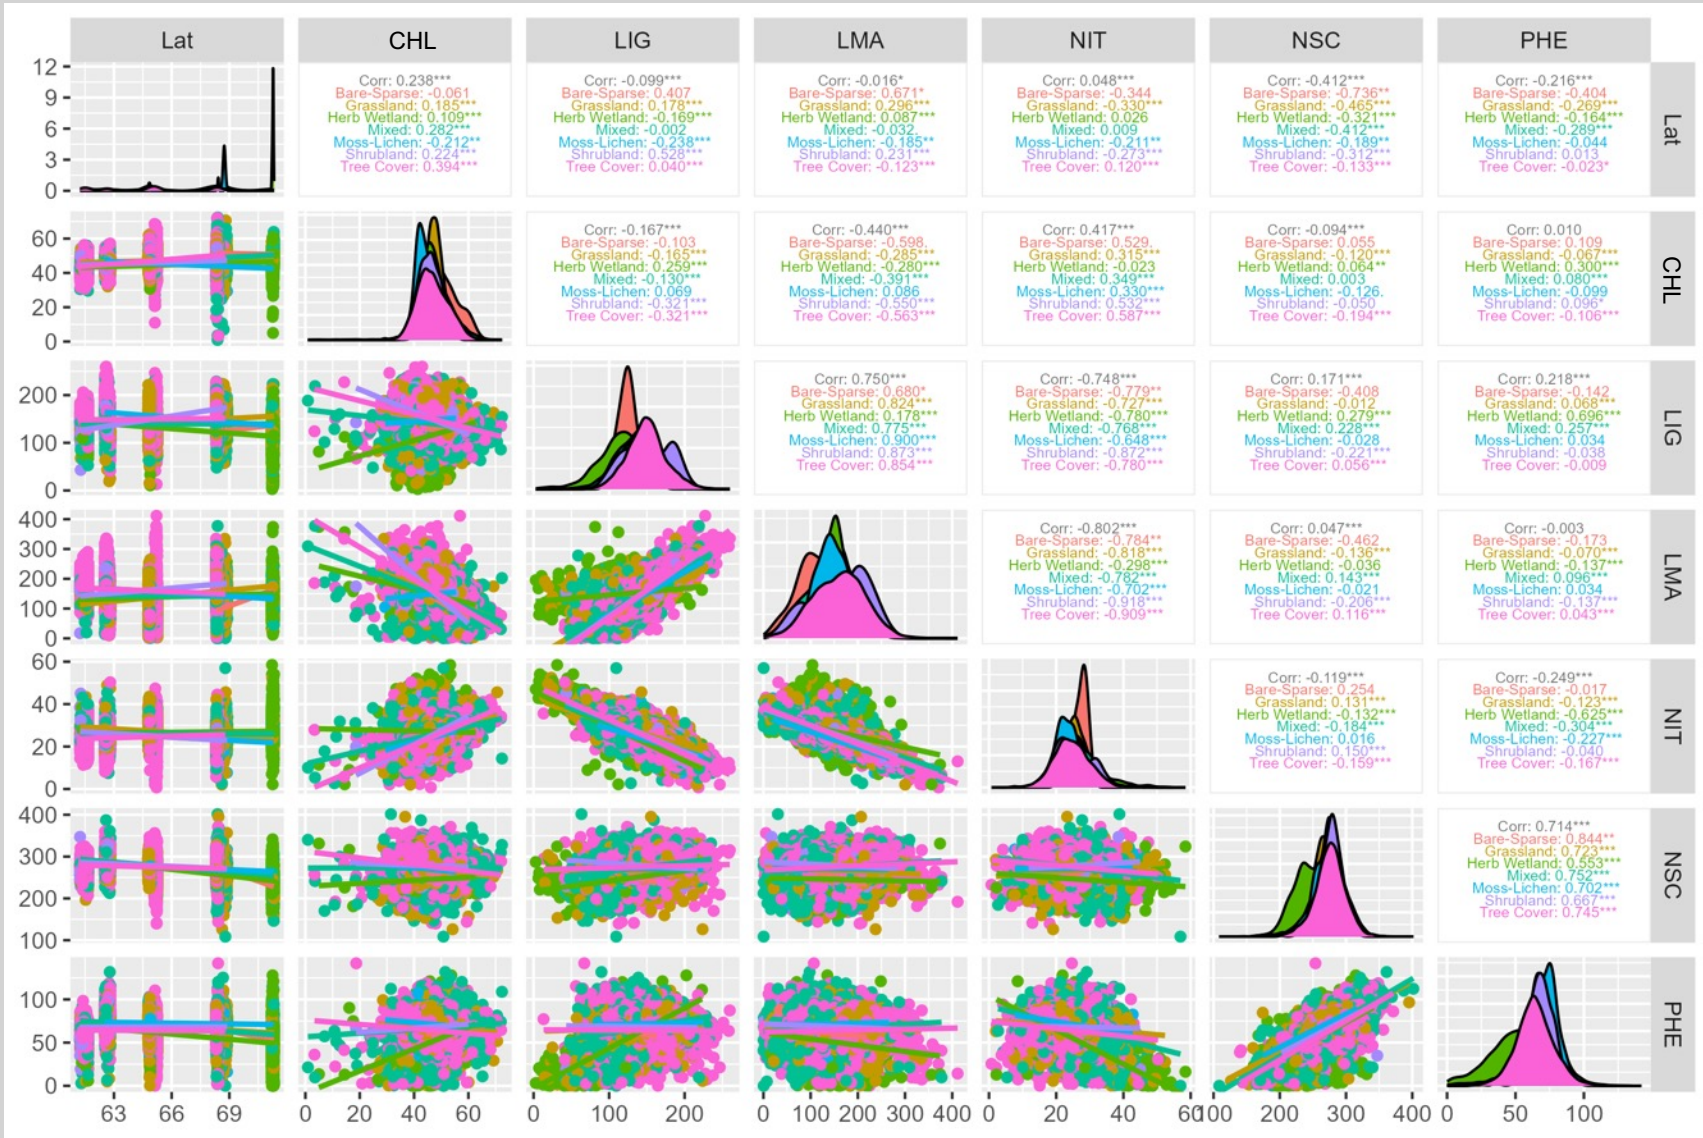 Lat CHL LIG LMA NIT NSC PHE
12
9
6
3
0
Corr: 0.238***
Bare-Sparse: -0.061
Grassland: 0.185***
Herb Wetland: 0.109***
Mixed: 0.282***
Moss-Lichen: -0.212**
Shrubland: 0.224***
Tree Cover: 0.394***
Corr: -0.099***
Bare-Sparse: 0.407
Grassland: 0.178***
Herb Wetland: -0.169***
Mixed: -0.002
Moss-Lichen: -0.238***
Shrubland: 0.528***
Tree Cover: 0.040***
Corr: -0.016*
Bare-Sparse: 0.671*
Grassland: 0.296***
Herb Wetland: 0.087***
Mixed: -0.032.
Moss-Lichen: -0.185**
Shrubland: 0.231***
Tree Cover: -0.123***
Corr: 0.048***
Bare-Sparse: -0.344
Grassland: -0.330***
Herb Wetland: 0.026
Mixed: 0.009
Moss-Lichen: -0.211**
Shrubland: -0.273***
Tree Cover: 0.120***
Corr: -0.412***
Bare-Sparse: -0.736**
Grassland: -0.465***
Herb Wetland: -0.321***
Mixed: -0.412***
Moss-Lichen: -0.189**
Shrubland: -0.312***
Tree Cover: -0.133***
Corr: -0.216***
Bare-Sparse: -0.404
Grassland: -0.269***
Herb Wetland: -0.164***
Mixed: -0.289***
Moss-Lichen: -0.044
Shrubland: 0.013
Tree Cover: -0.023*
Lat
60
40
20
0
Corr: -0.167***
Bare-Sparse: -0.103
Grassland: -0.165***
Herb Wetland: 0.259***
Mixed: -0.130***
Moss-Lichen: 0.069
Shrubland: -0.321***
Tree Cover: -0.321***
Corr: -0.440***
Bare-Sparse: -0.598.
Grassland: -0.285***
Herb Wetland: -0.280***
Mixed: -0.391***
Moss-Lichen: 0.086
Shrubland: -0.550***
Tree Cover: -0.563***
Corr: 0.417***
Bare-Sparse: 0.529.
Grassland: 0.315***
Herb Wetland: -0.023
Mixed: 0.349***
Moss-Lichen: 0.330***
Shrubland: 0.532***
Tree Cover: 0.587***
Corr: -0.094***
Bare-Sparse: 0.055
Grassland: -0.120***
Herb Wetland: 0.064**
Mixed: 0.003
Moss-Lichen: -0.126.
Shrubland: -0.050
Tree Cover: -0.194***
Corr: 0.010
Bare-Sparse: 0.109
Grassland: -0.067***
Herb Wetland: 0.300***
Mixed: 0.080***
Moss-Lichen: -0.099
Shrubland: 0.096*
Tree Cover: -0.106***
CHL
200
100
0
Corr: 0.750***
Bare-Sparse: 0.680*
Grassland: 0.824***
Herb Wetland: 0.178***
Mixed: 0.775***
Moss-Lichen: 0.900***
Shrubland: 0.873***
Tree Cover: 0.854***
Corr: -0.748***
Bare-Sparse: -0.779**
Grassland: -0.727***
Herb Wetland: -0.780***
Mixed: -0.768***
Moss-Lichen: -0.648***
Shrubland: -0.872***
Tree Cover: -0.780***
Corr: 0.171***
Bare-Sparse: -0.408
Grassland: -0.012
Herb Wetland: 0.279***
Mixed: 0.228***
Moss-Lichen: -0.028
Shrubland: -0.221***
Tree Cover: 0.056***
Corr: 0.218***
Bare-Sparse: -0.142
Grassland: 0.068***
Herb Wetland: 0.696***
Mixed: 0.257***
Moss-Lichen: 0.034
Shrubland: -0.038
Tree Cover: -0.009
LIG
400
300
200
100
0
Corr: -0.802***
Bare-Sparse: -0.784**
Grassland: -0.818***
Herb Wetland: -0.298***
Mixed: -0.782***
Moss-Lichen: -0.702***
Shrubland: -0.918***
Tree Cover: -0.909***
Corr: 0.047***
Bare-Sparse: -0.462
Grassland: -0.136***
Herb Wetland: -0.036
Mixed: 0.143***
Moss-Lichen: -0.021
Shrubland: -0.206***
Tree Cover: 0.116***
Corr: -0.003
Bare-Sparse: -0.173
Grassland: -0.070***
Herb Wetland: -0.137***
Mixed: 0.096***
Moss-Lichen: 0.034
Shrubland: -0.137***
Tree Cover: 0.043***
LMA
60
40
20
0
Corr: -0.119***
Bare-Sparse: 0.254
Grassland: 0.131***
Herb Wetland: -0.132***
Mixed: -0.184***
Moss-Lichen: 0.016
Shrubland: 0.150***
Tree Cover: -0.159***
Corr: -0.249***
Bare-Sparse: -0.017
Grassland: -0.123***
Herb Wetland: -0.625***
Mixed: -0.304***
Moss-Lichen: -0.227***
Shrubland: -0.040
Tree Cover: -0.167***
NIT
400
300
200
100
Corr: 0.714***
Bare-Sparse: 0.844**
Grassland: 0.723***
Herb Wetland: 0.553***
Mixed: 0.752***
Moss-Lichen: 0.702***
Shrubland: 0.667***
Tree Cover: 0.745***
NSC
100
50
0
PHE
63 66 69 0 20 40 60 0 100 200 0 100 200 300 400 0 20 40 60 100 200 300 400 0 50 100